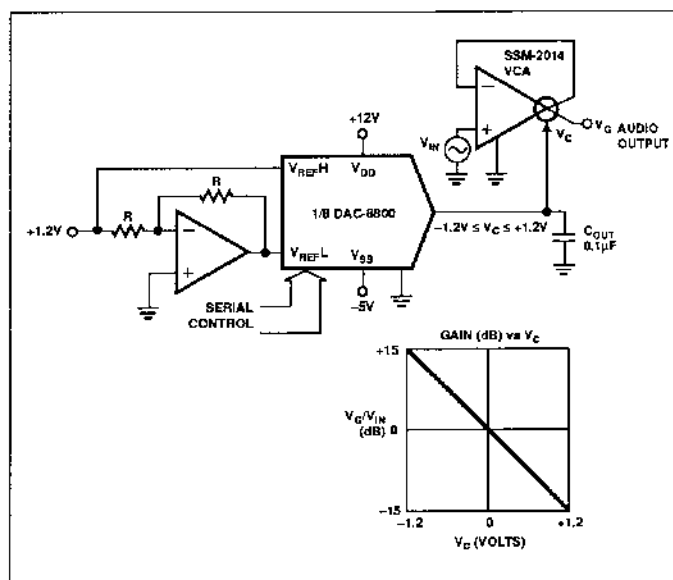 SSM-2014
VCA
+12V
V_IN
V_C
V_G AUDIO
OUTPUT
V_REFH
V_DD
R
+1.2V
R
1/8 DAC-8800
–1.2V ≤ V_C ≤ +1.2V
C_OUT
0.1μF
V_REFL
V_SS
SERIAL
CONTROL
–5V
GAIN (dB) vs V_C
+15
V_G/V_IN
(dB)
0
–15
–1.2
0
+1.2
V_C (VOLTS)
−
+
−
+